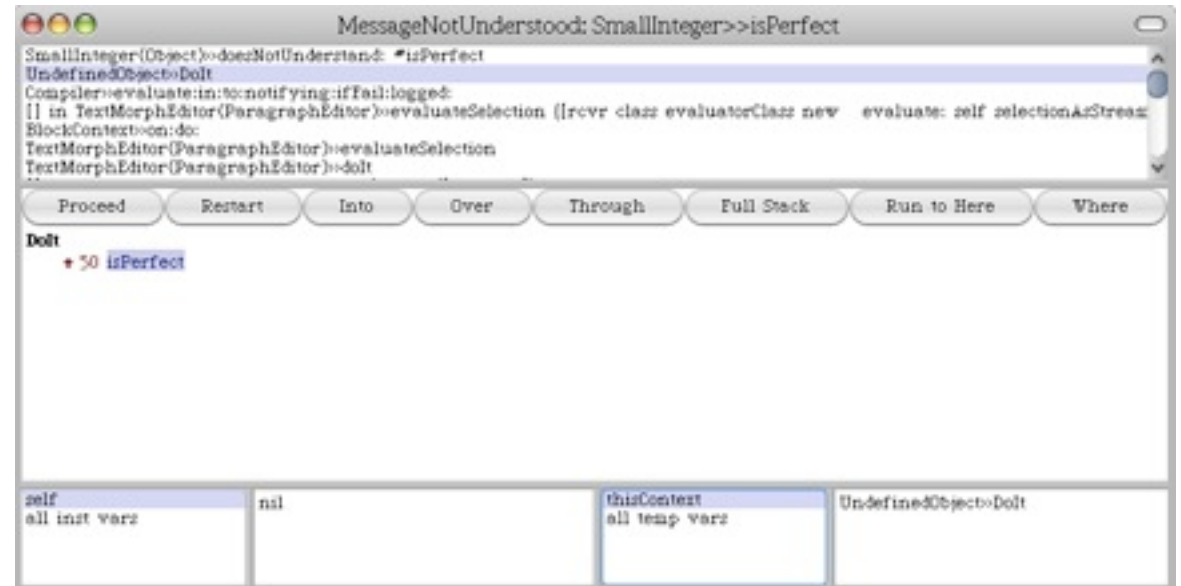 MessageNotUnderstood: SmallInteger>>isPerfect
SmallInteger(Object)>>doesNotUnderstand: #isPerfect
UndefinedObject>>DoIt
Compiler>>evaluate:in:to:notifying:ifFail:logged:
[] in TextMorphEditor(ParagraphEditor)>>evaluateSelection {[rcvr class evaluatorClass new evaluate: self selectionAsStream
BlockContext>>on:do:
TextMorphEditor(ParagraphEditor)>>evaluateSelection
TextMorphEditor(ParagraphEditor)>>doIt
Proceed Restart Into Over Through Full Stack Run to Here Where
DoIt
↑ 50 isPerfect
self nil thisContext UndefinedObject>>DoIt
all inst vars all temp vars